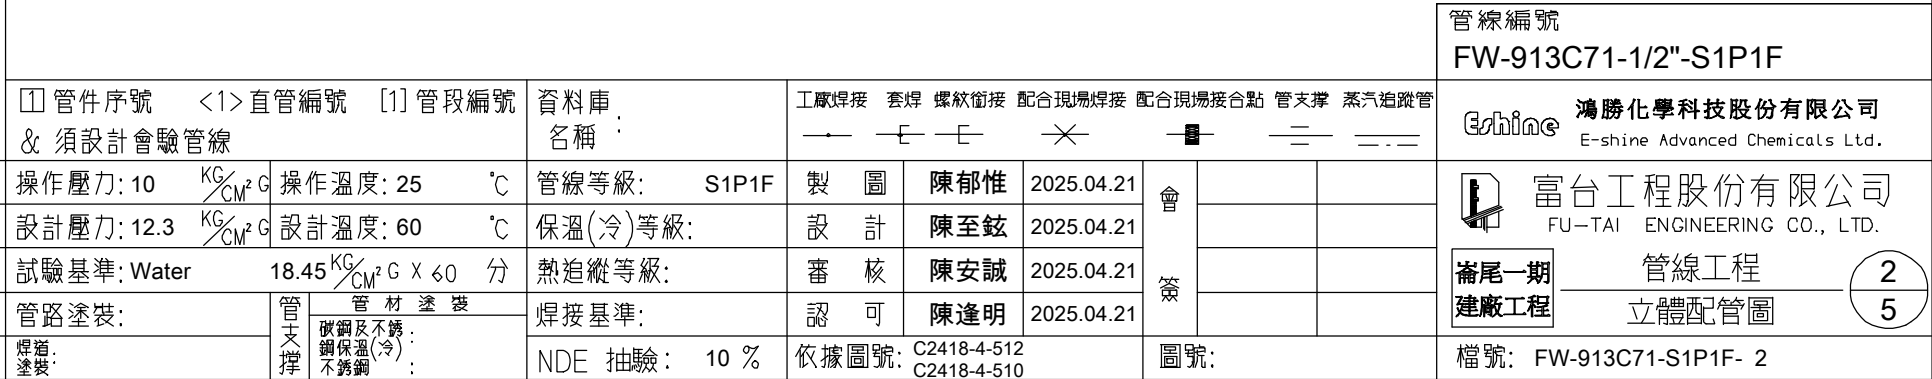 管線編號
FW-913C71-1/2"-S1P1F
1 管件序號 <1>直管編號 [1]管段編號
& 須設計會驗管線
資料庫名稱 :
工廠焊接 套焊 螺紋銜接 配合現場焊接 配合現場接合點 管支撐 蒸汽追蹤管
Eshine 鴻勝化學科技股份有限公司
E-shine Advanced Chemicals Ltd.
操作壓力: 10 KG/CM² G 操作溫度: 25 °C 管線等級: S1P1F 製圖 陳郁惟 2025.04.21
設計壓力: 12.3 KG/CM² G 設計溫度: 60 °C 保溫(冷)等級: 設計 陳至鉉 2025.04.21
試驗基準: Water 18.45 KG/CM² G X 60 分 熱追縱等級: 審核 陳安誠 2025.04.21
管路塗裝: 管支撐 管材塗裝 焊接基準: 認可 陳逢明 2025.04.21
會簽
富台工程股份有限公司
FU-TAI ENGINEERING CO., LTD.
崙尾一期
建廠工程
管線工程
立體配管圖
2
5
焊道塗裝:
碳鋼及不銹鋼保溫(冷) :
不銹鋼 :
NDE 抽驗: 10 %
依據圖號: C2418-4-512
C2418-4-510
圖號:
檔號: FW-913C71-S1P1F- 2